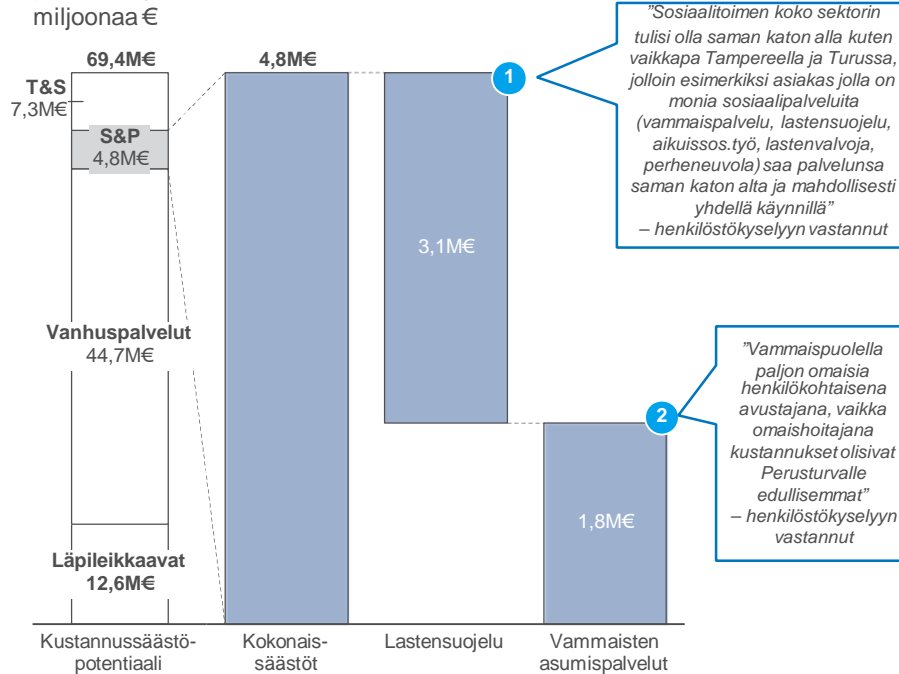 miljoonaa €
69,4M€
4,8M€
T&S
7,3M€
S&P
4,8M€
Vanhuspalvelut
44,7M€
Läpileikkaavat
12,6M€
3,1M€
1,8M€
1
2
Kustannussäästö-
potentiaali
Kokonais-
säästöt
Lastensuojelu
Vammaisten
asumispalvelut
"Sosiaalitoimen koko sektorin
tulisi olla saman katon alla kuten
vaikkapa Tampereella ja Turussa,
jolloin esimerkiksi asiakas jolla on
monia sosiaalipalveluita
(vammaispalvelu, lastensuojelu,
aikuissos.työ, lastenvalvoja,
perheneuvola) saa palvelunsa
saman katon alta ja mahdollisesti
yhdellä käynnillä"
– henkilöstökyselyyn vastannut
"Vammaispuolella
paljon omaisia
henkilökohtaisena
avustajana, vaikka
omaishoitajana
kustannukset olisivat
Perusturvalle
edullisemmat"
– henkilöstökyselyyn
vastannut